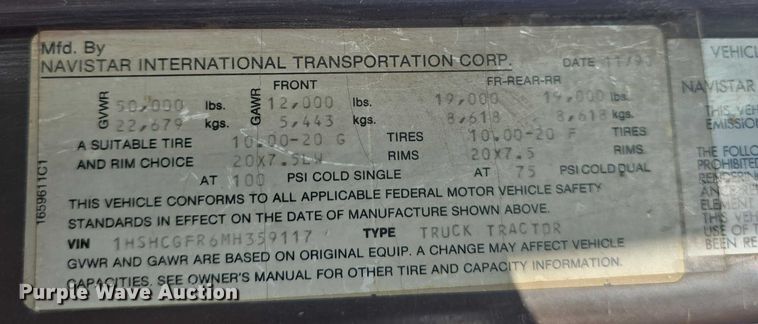 Mfd. By
NAVISTAR INTERNATIONAL TRANSPORTATION CORP. DATE 11/90
FRONT FR-REAR-RR
GVWR 50,000 lbs. GAWR 12,000 lbs. 19,000 - 19,000 lbs.
22,679 kgs. 5,443 kgs. 8,618 - 8,618 kgs.
A SUITABLE TIRE 10.00-20 G TIRES 10.00-20 F TIRES
AND RIM CHOICE 20X7.5LW RIMS 20X7.5 RIMS
AT 100 PSI COLD SINGLE AT 75 PSI COLD DUAL
THIS VEHICLE CONFORMS TO ALL APPLICABLE FEDERAL MOTOR VEHICLE SAFETY
STANDARDS IN EFFECT ON THE DATE OF MANUFACTURE SHOWN ABOVE.
VIN 1HSHCGFR6MH359117 TYPE TRUCK TRACTOR
GVWR AND GAWR ARE BASED ON ORIGINAL EQUIP. A CHANGE MAY AFFECT VEHICLE
CAPACITIES. SEE OWNER'S MANUAL FOR OTHER TIRE AND CAPACITY INFORMATION.
1659611C1
VEHICL
NAVISTAR
THIS VEH
EMISSION
THE FOLLO
PROHIBITED
RENDERING
ELEMENT
THIS VEH
USE OF T
BEEN RE
Purple Wave Auction